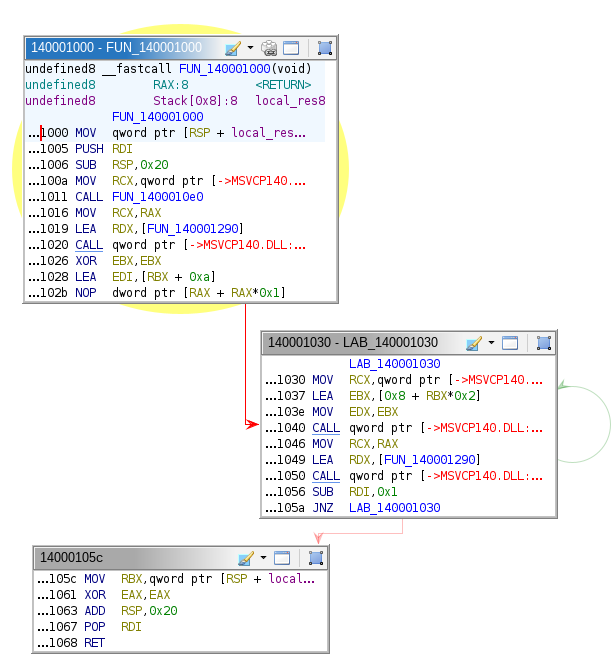 140001000 - FUN_140001000
undefined8 __fastcall FUN_140001000(void)
undefined8 RAX:8 <RETURN>
undefined8 Stack[0x8]:8 local_res8
FUN_140001000
...1000 MOV qword ptr [RSP + local_res...
...1005 PUSH RDI
...1006 SUB RSP,0x20
...100a MOV RCX,qword ptr [->MSVCP140....
...1011 CALL FUN_1400010e0
...1016 MOV RCX,RAX
...1019 LEA RDX,[FUN_140001290]
...1020 CALL qword ptr [->MSVCP140.DLL:...
...1026 XOR EBX,EBX
...1028 LEA EDI,[RBX + 0xa]
...102b NOP dword ptr [RAX + RAX*0x1]
140001030 - LAB_140001030
LAB_140001030
...1030 MOV RCX,qword ptr [->MSVCP140....
...1037 LEA EBX,[0x8 + RBX*0x2]
...103e MOV EDX,EBX
...1040 CALL qword ptr [->MSVCP140.DLL:...
...1046 MOV RCX,RAX
...1049 LEA RDX,[FUN_140001290]
...1050 CALL qword ptr [->MSVCP140.DLL:...
...1056 SUB RDI,0x1
...105a JNZ LAB_140001030
14000105c
...105c MOV RBX,qword ptr [RSP + local...
...1061 XOR EAX,EAX
...1063 ADD RSP,0x20
...1067 POP RDI
...1068 RET